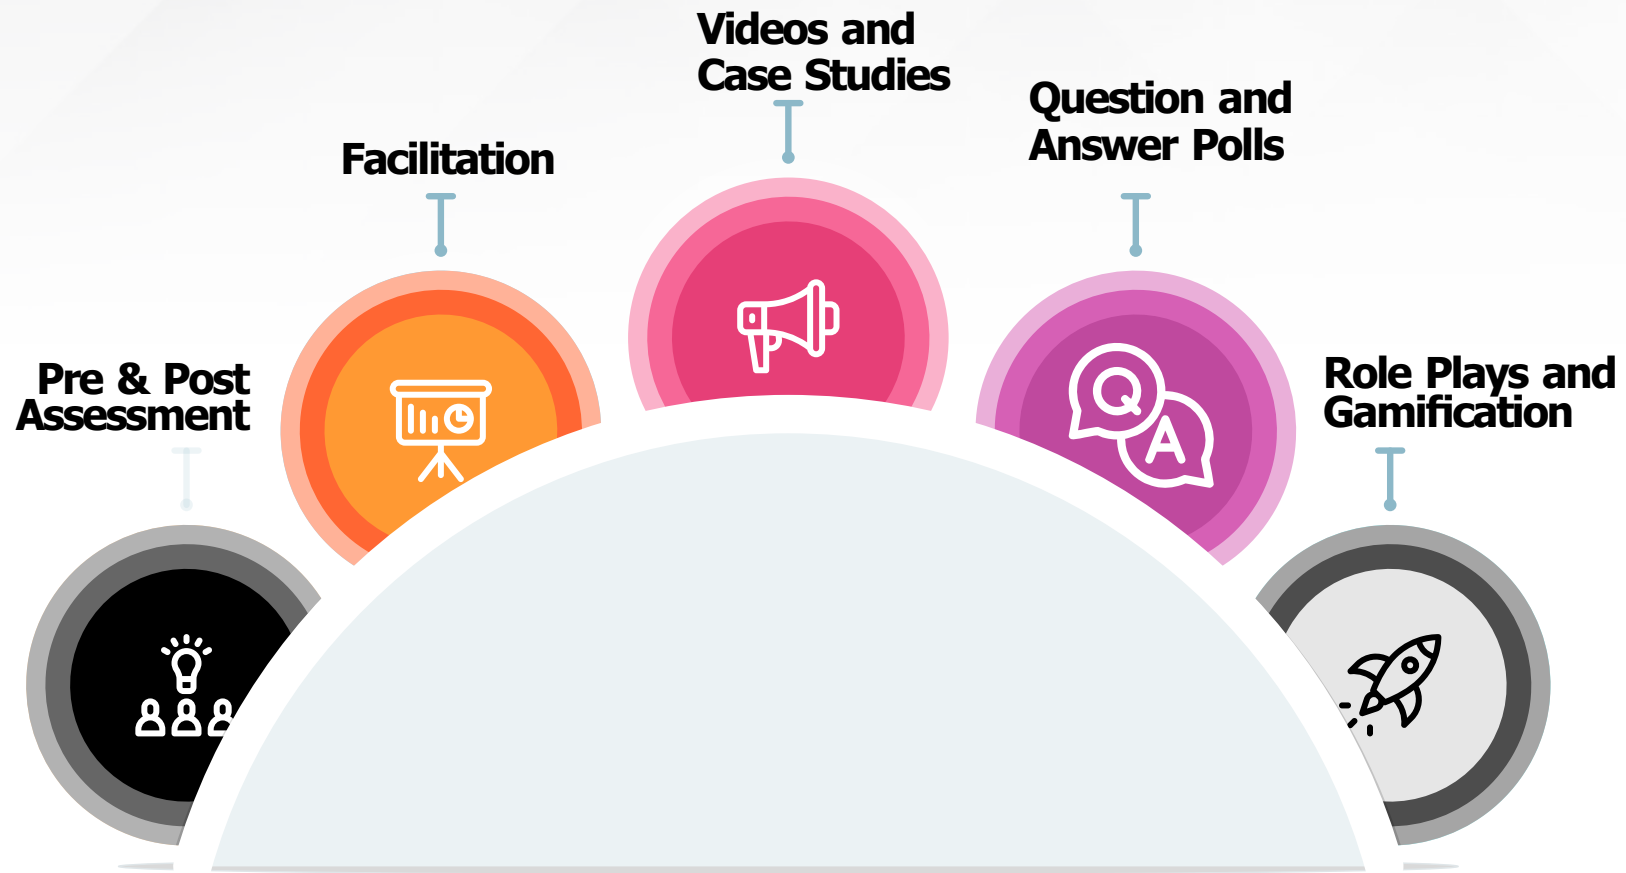 Videos and
Case Studies
Question and
Answer Polls
Facilitation
Pre & Post
Assessment
Role Plays and
Gamification
Q
A